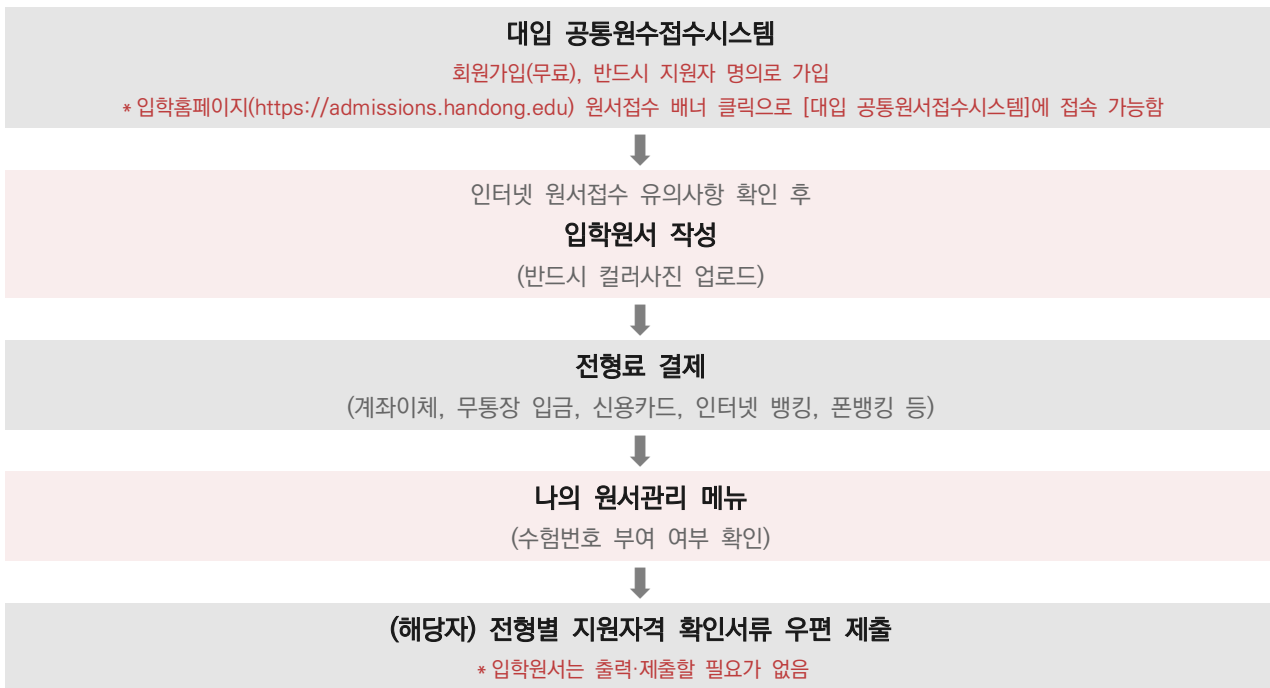 대입 공통원수접수시스템
회원가입(무료), 반드시 지원자 명의로 가입
* 입학홈페이지(https://admissions.handong.edu) 원서접수 배너 클릭으로 [대입 공통원서접수시스템]에 접속 가능함
인터넷 원서접수 유의사항 확인 후
입학원서 작성
(반드시 컬러사진 업로드)
전형료 결제
(계좌이체, 무통장 입금, 신용카드, 인터넷 뱅킹, 폰뱅킹 등)
나의 원서관리 메뉴
(수험번호 부여 여부 확인)
(해당자) 전형별 지원자격 확인서류 우편 제출
* 입학원서는 출력·제출할 필요가 없음